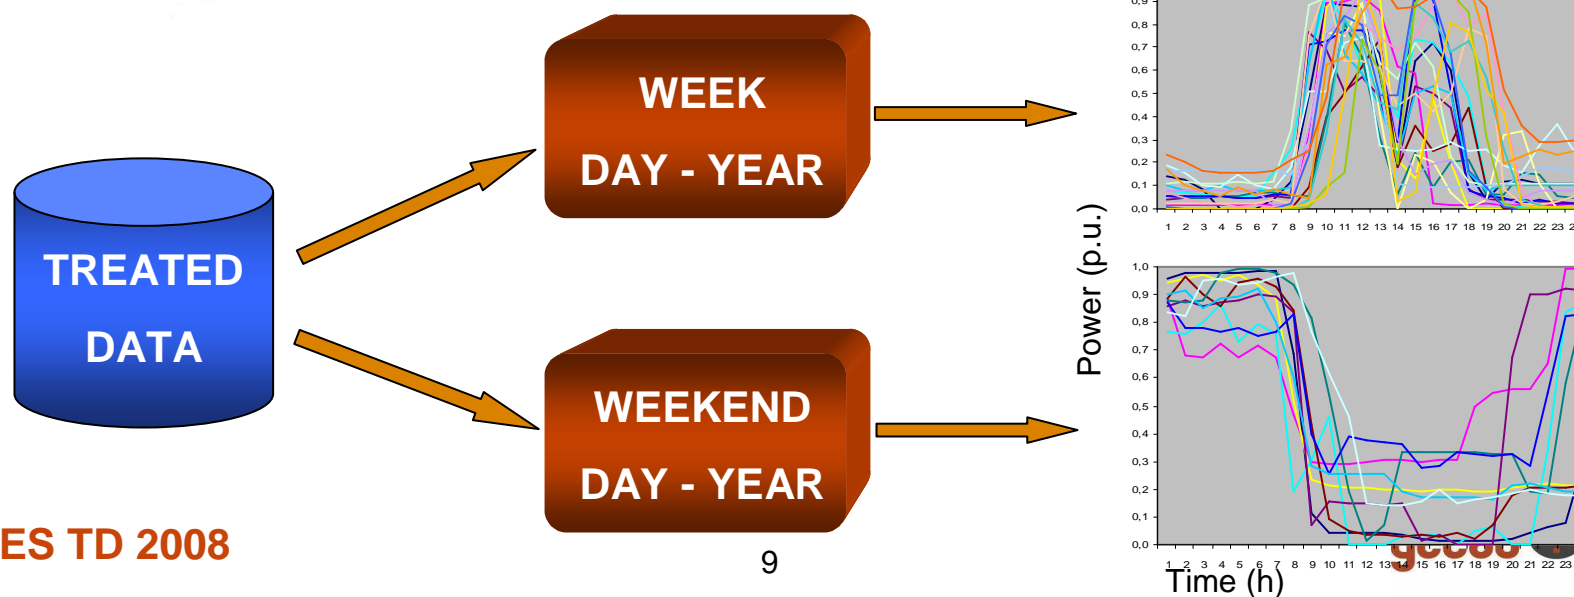 TREATED
DATA
WEEK
DAY - YEAR
WEEKEND
DAY - YEAR
Power (p.u.)
0,9
0,8
0,7
0,6
0,5
0,4
0,3
0,2
0,1
0,0
1 2 3 4 5 6 7 8 9 10 11 12 13 14 15 16 17 18 19 20 21 22 23
1,0
0,9
0,8
0,7
0,6
0,5
0,4
0,3
0,2
0,1
0,0
1 2 3 4 5 6 7 8 9 10 11 12 13 14 15 16 17 18 19 20 21 22 23
Time (h)
ES TD 2008
9